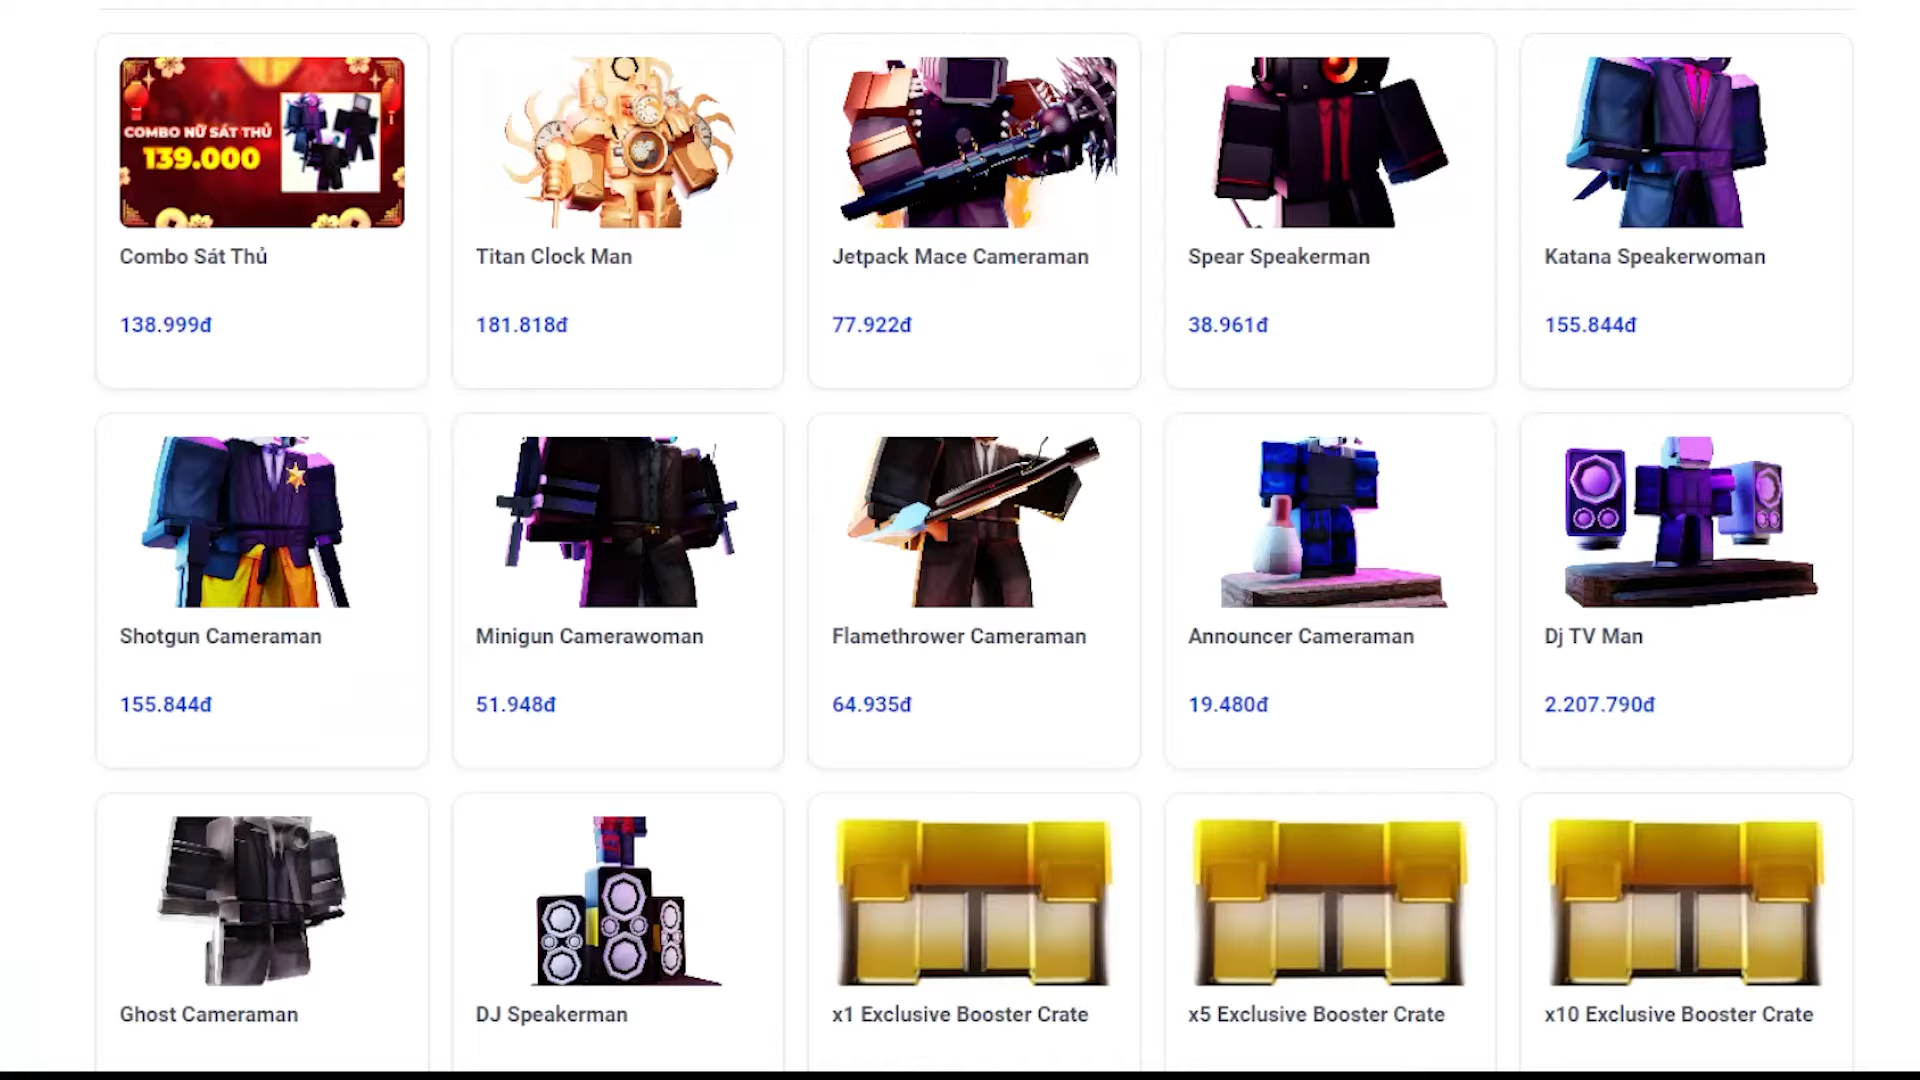 COMBO NỮ SÁT THỦ
139.000
Combo Sát Thủ
138.999đ
Titan Clock Man
181.818đ
Jetpack Mace Cameraman
77.922đ
Spear Speakerman
38.961đ
Katana Speakerwoman
155.844đ
Shotgun Cameraman
155.844đ
Minigun Camerawoman
51.948đ
Flamethrower Cameraman
64.935đ
Announcer Cameraman
19.480đ
Dj TV Man
2.207.790đ
Ghost Cameraman
DJ Speakerman
x1 Exclusive Booster Crate
x5 Exclusive Booster Crate
x10 Exclusive Booster Crate